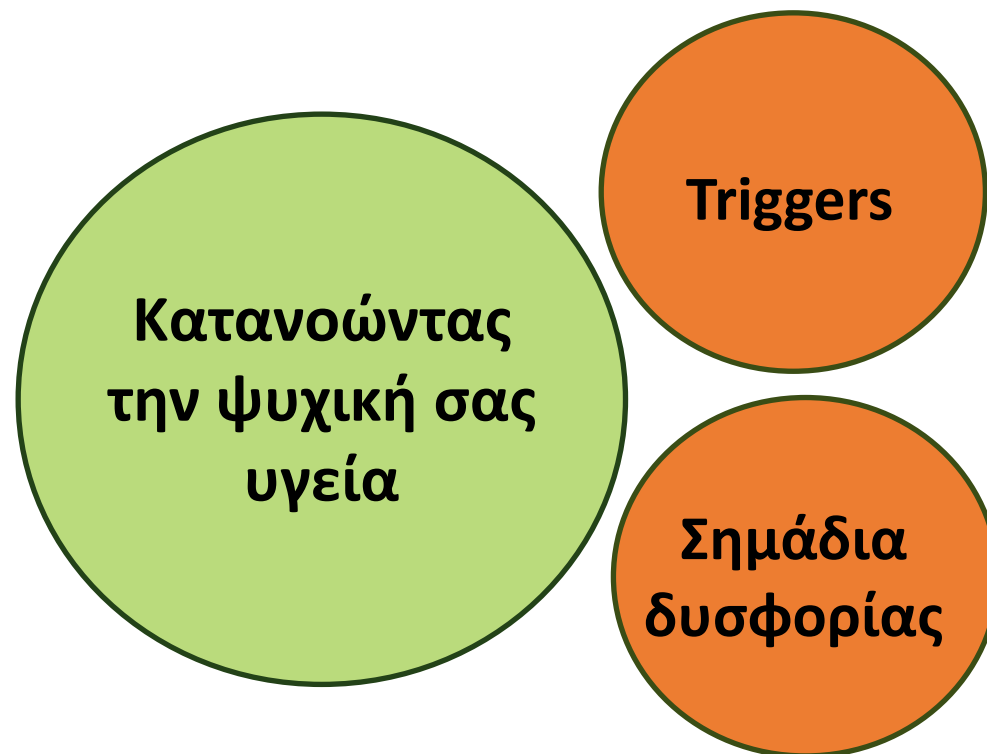 Κατανοώντας
την ψυχική σας
υγεία
Triggers
Σημάδια
δυσφορίας